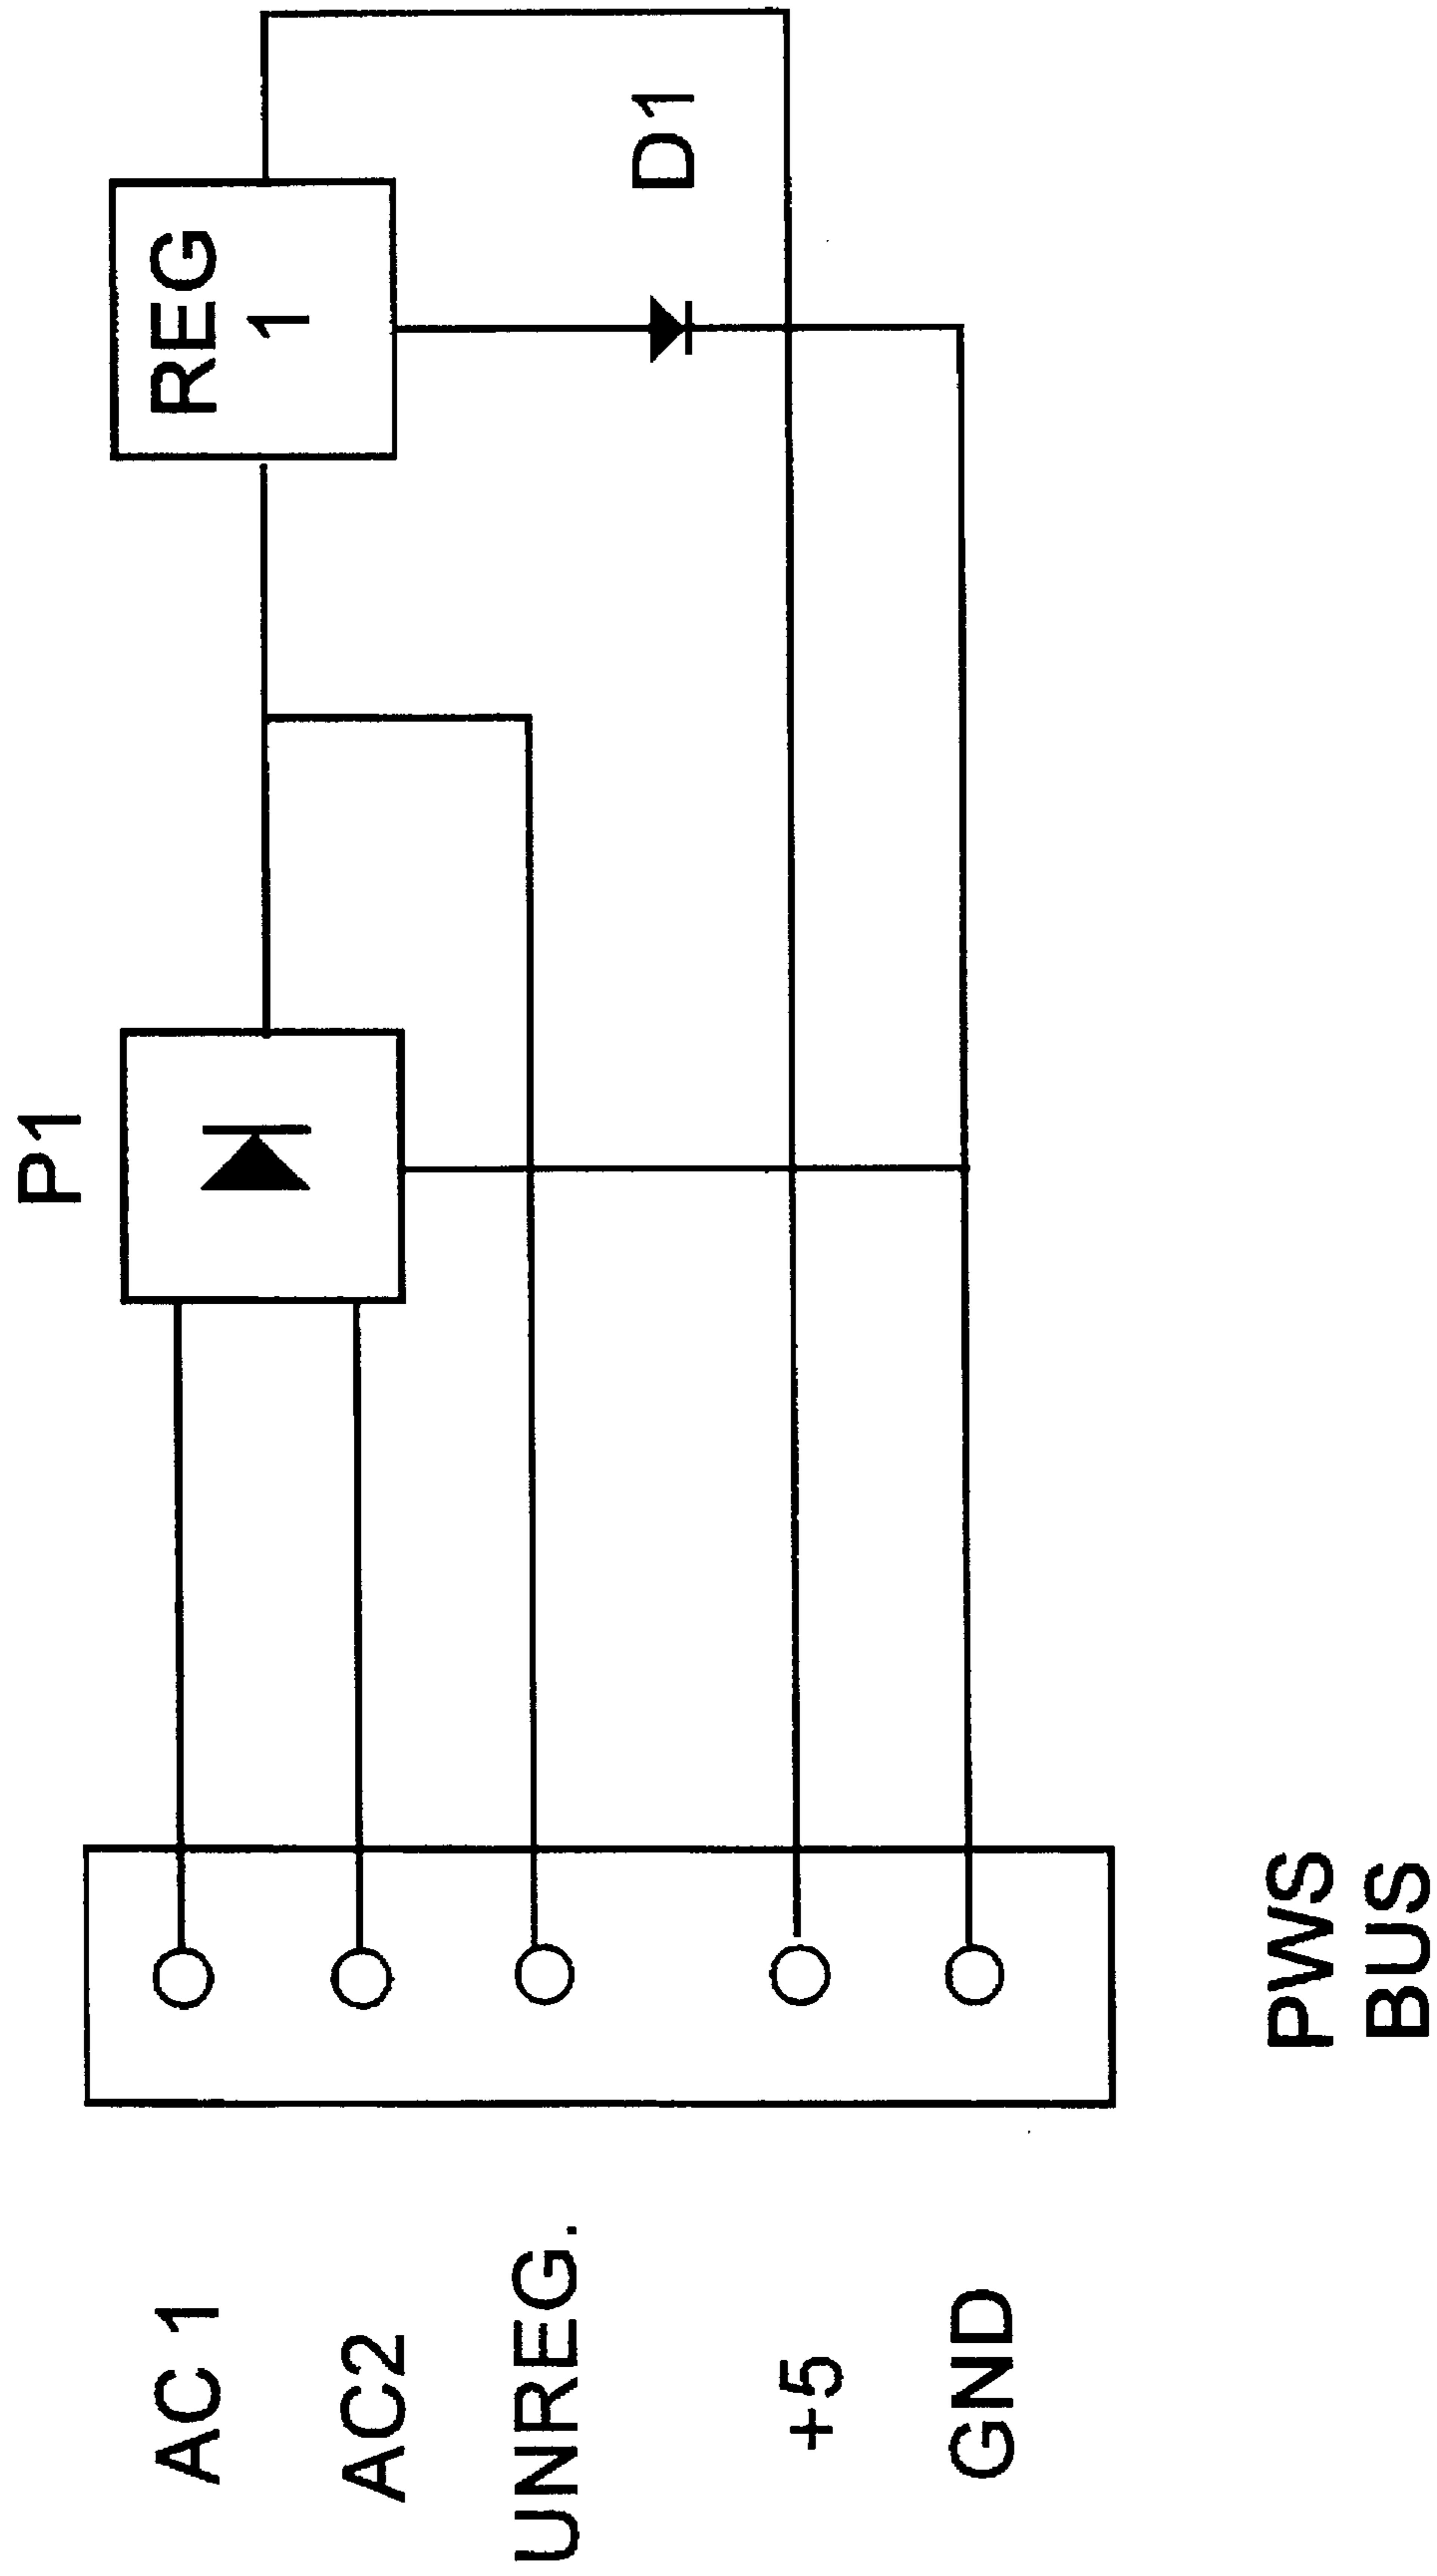 P1
REG
1
D1
AC 1
AC2
UNREG.
+5
GND
PWS
BUS